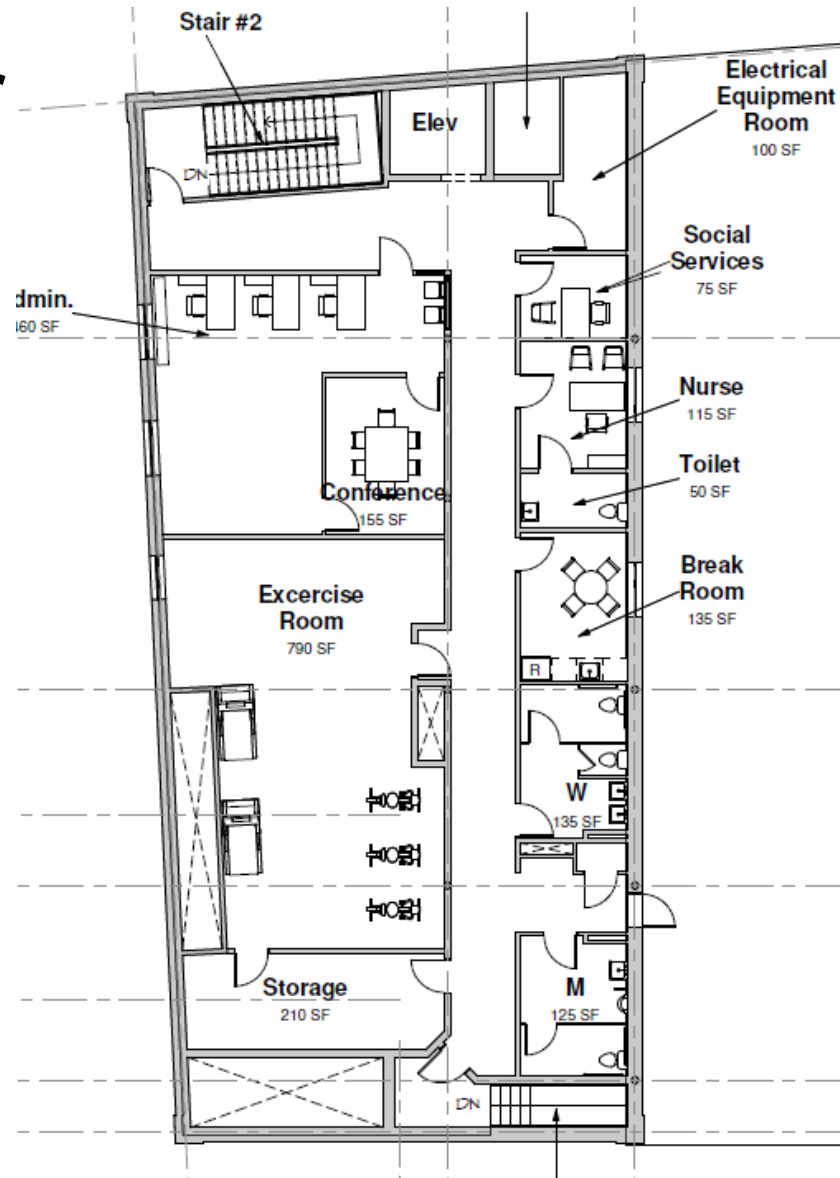 Stair #2
Elev
Electrical
Equipment
Room
100 SF
DN
Social
Services
75 SF
dmin.
460 SF
Nurse
115 SF
Toilet
50 SF
Conference
155 SF
Break
Room
135 SF
Excercise
Room
790 SF
R
W
135 SF
Storage
210 SF
M
125 SF
DN